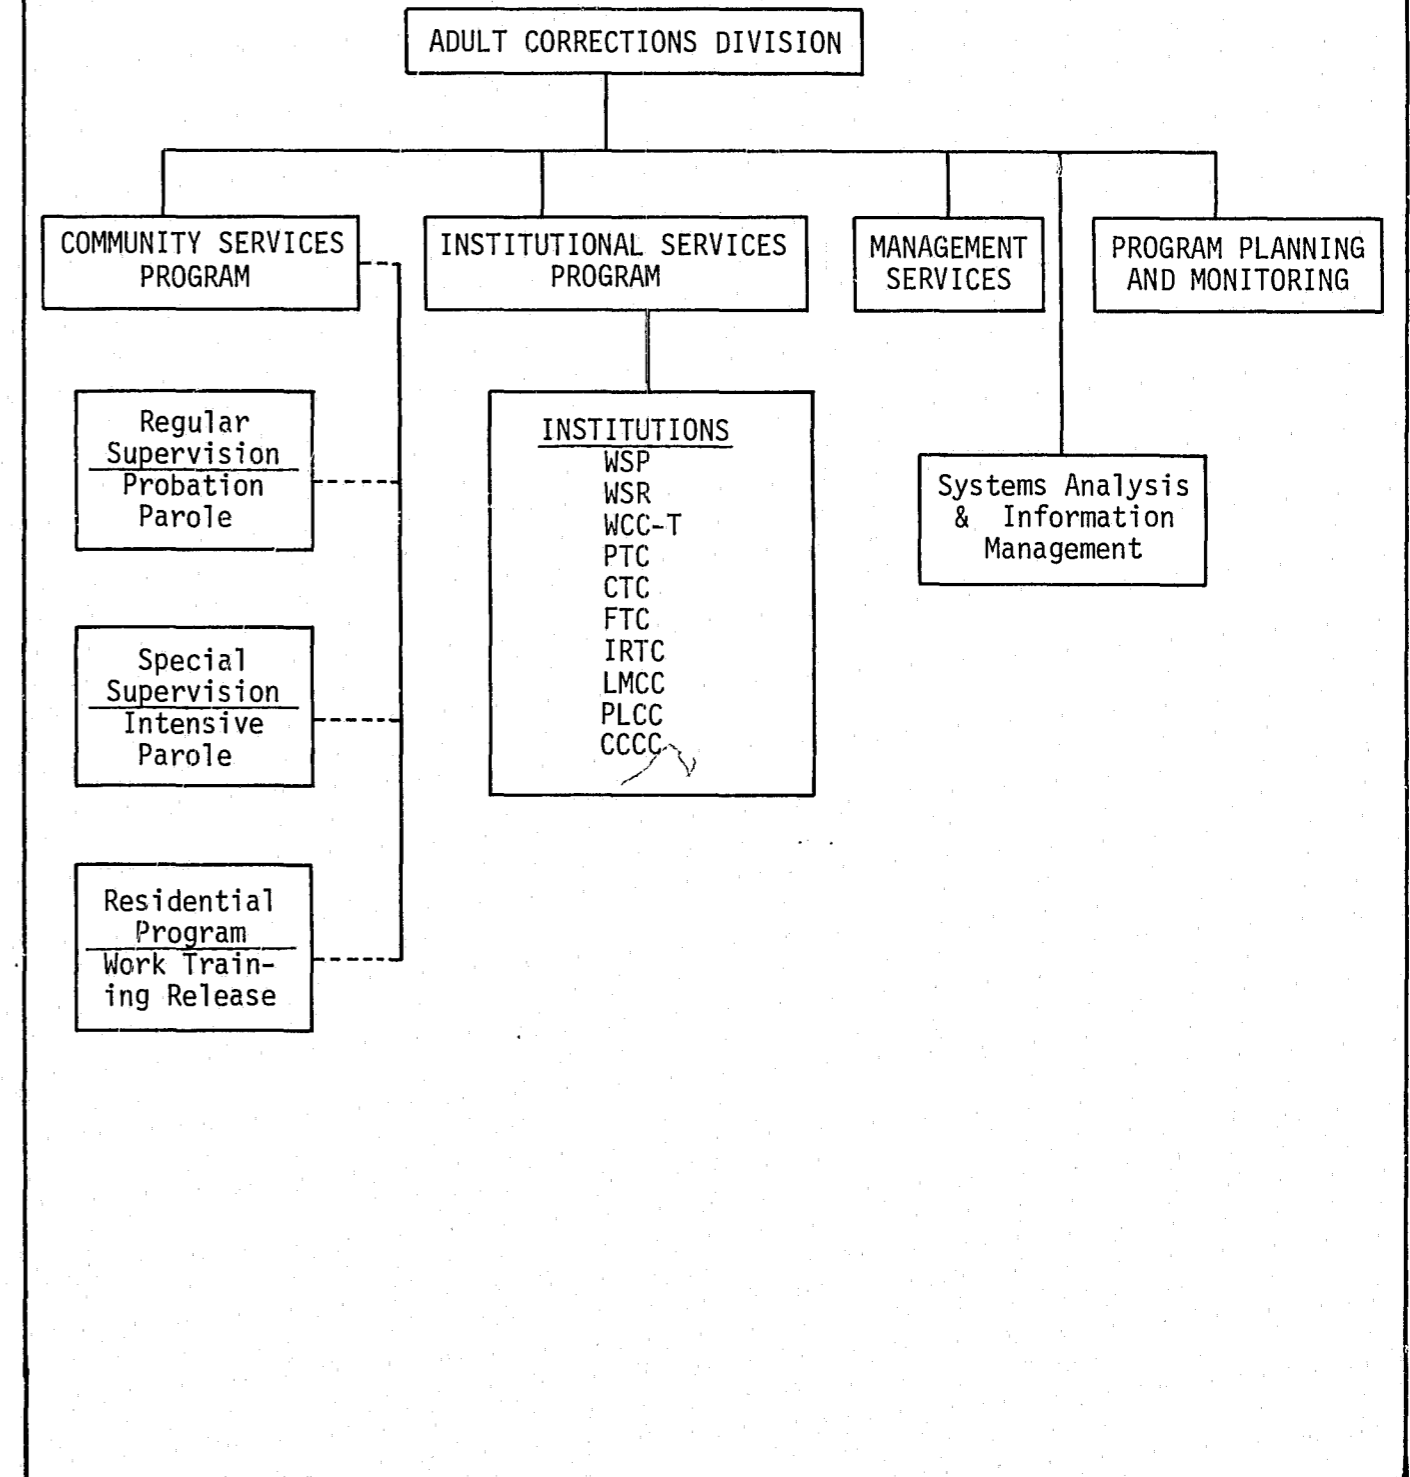 ADULT CORRECTIONS DIVISION
COMMUNITY SERVICES
PROGRAM
INSTITUTIONAL SERVICES
PROGRAM
MANAGEMENT
SERVICES
PROGRAM PLANNING
AND MONITORING
Regular
Supervision
Probation
Parole
Special
Supervision
Intensive
Parole
Residential
Program
Work Train-
ing Release
INSTITUTIONS
WSP
WSR
WCC-T
PTC
CTC
FTC
IRTC
LMCC
PLCC
CCCC
Systems Analysis
& Information
Management